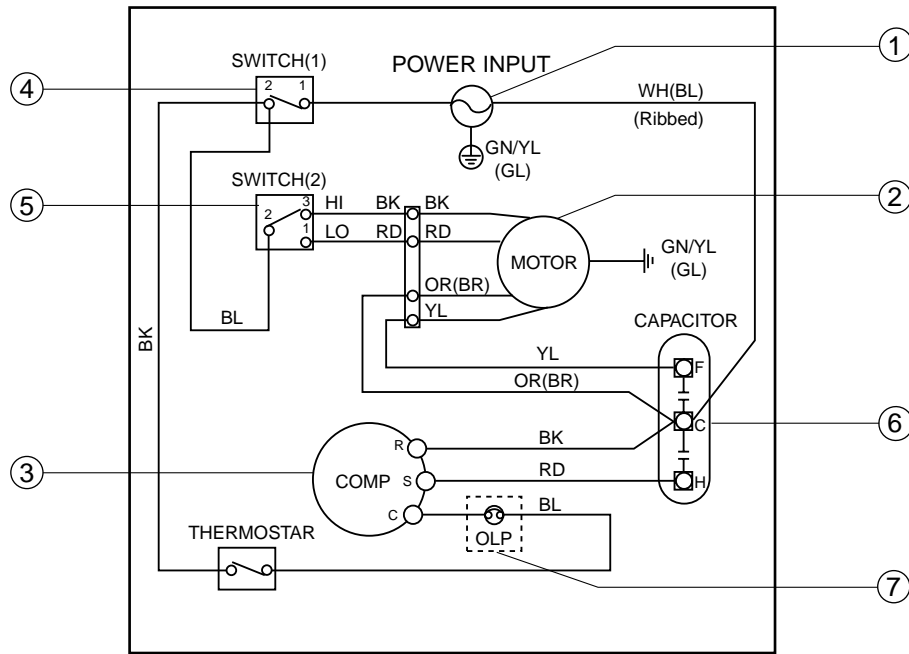 ①
SWITCH(1)
POWER INPUT
④
2 1
WH(BL)
(Ribbed)
GN/YL
(GL)
SWITCH(2)
⑤
2
3
1
HI BK BK
②
LO RD RD
MOTOR
GN/YL
(GL)
OR(BR)
YL
BL
BK
CAPACITOR
YL
F
OR(BR)
C
⑥
BK
R
③
COMP
S
RD
H
C
BL
OLP
THERMOSTAR
⑦